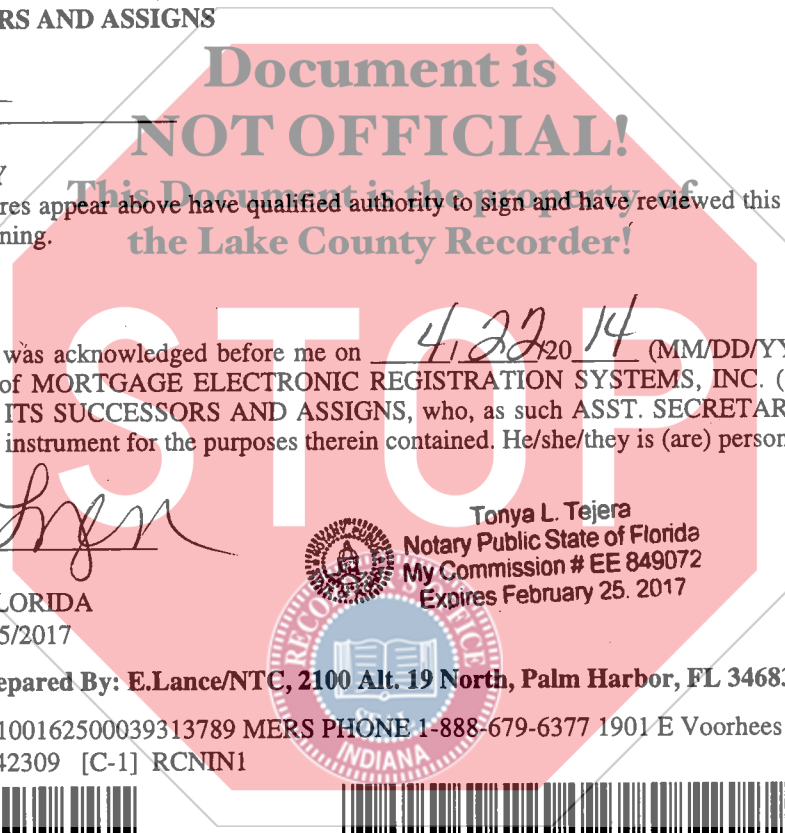 RS AND ASSIGNS
Document is
NOT OFFICIAL!
Y
This Document is the property of
res appear above have qualified authority to sign and have reviewed this
ning.
the Lake County Recorder!
STOP
was acknowledged before me on 4/22/2014 (MM/DD/YY
of MORTGAGE ELECTRONIC REGISTRATION SYSTEMS, INC. (
ITS SUCCESSORS AND ASSIGNS, who, as such ASST. SECRETAR
instrument for the purposes therein contained. He/she/they is (are) person
Tonya L. Tejera
Notary Public State of Florida
My Commission # EE 849072
Expires February 25. 2017
LORIDA
5/2017
RECORDER'S OFFICE
SEAL
INDIANA
epared By: E.Lance/NTC, 2100 Alt. 19 North, Palm Harbor, FL 34683
100162500039313789 MERS PHONE 1-888-679-6377 1901 E Voorhees
42309 [C-1] RCNIN1